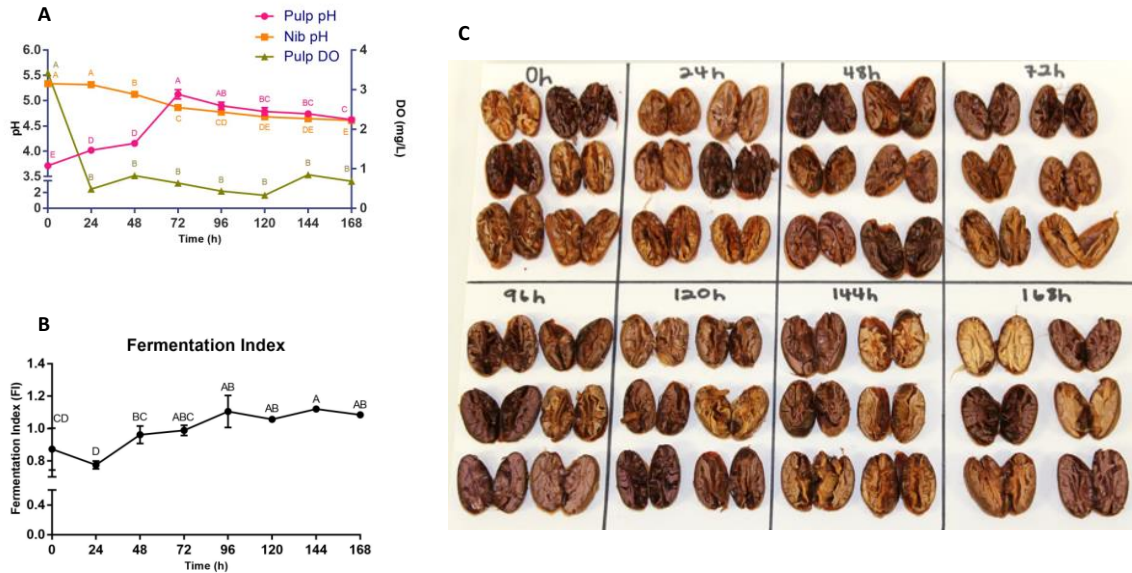 A
Pulp pH
Nib pH
Pulp DO
6.0
5.5
5.0
4.5
4.0
3.5
2
0
pH
4
3
2
1
0
DO (mg/L)
A
A
A
B
C
CD
DE
DE
E
E
D
D
A
AB
BC
BC
C
B
B
B
B
B
B
B
0 24 48 72 96 120 144 168
Time (h)
B
Fermentation Index
1.4
1.2
1.0
0.8
0.4
0.0
Fermentation Index (FI)
CD
D
BC
ABC
AB
AB
A
AB
0 24 48 72 96 120 144 168
Time (h)
C
0h 24h 48h 72h
96h 120h 144h 168h